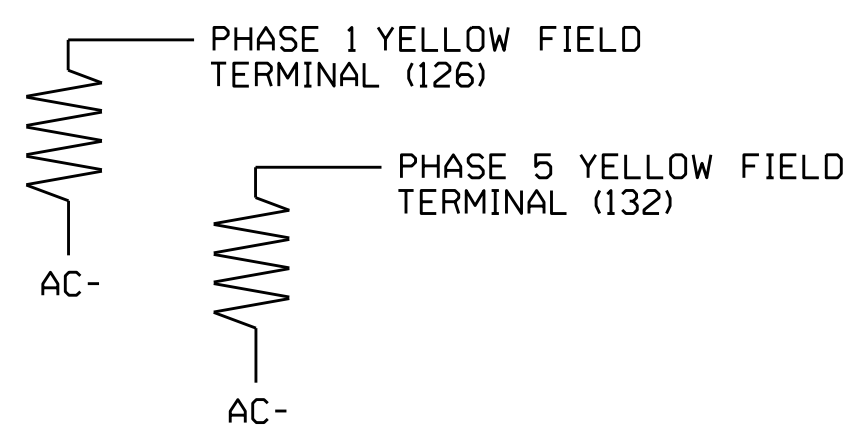 PHASE 1 YELLOW FIELD
TERMINAL (126)
AC-
PHASE 5 YELLOW FIELD
TERMINAL (132)
AC-